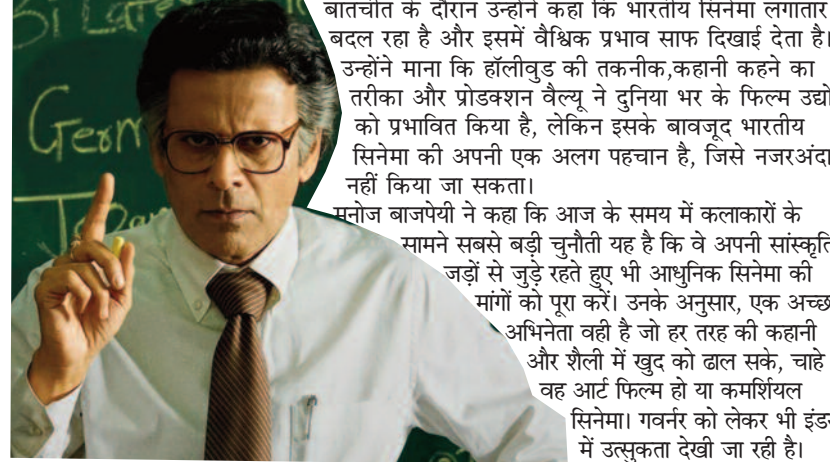 Germ
बातचीत के दौरान उन्होंने कहा कि भारतीय सिनेमा लगातार
बदल रहा है और इसमें वैश्विक प्रभाव साफ दिखाई देता है।
उन्होंने माना कि हॉलीवुड की तकनीक,कहानी कहने का
तरीका और प्रोडक्शन वैल्यू ने दुनिया भर के फिल्म
को प्रभावित किया है, लेकिन इसके बावजूद भारतीय
सिनेमा की अपनी एक अलग पहचान है, जिसे
नहीं किया जा सकता।
मनोज बाजपेयी ने कहा कि आज के समय में कलाकारों के
सामने सबसे बड़ी चुनौती यह है कि वे अपनी
जड़ों से जुड़े रहते हुए भी आधुनिक सिनेमा की
मांगों को पूरा करें। उनके अनुसार, एक
अभिनेता वही है जो हर तरह की कहानी
और शैली में खुद को ढाल सके, चाहे
वह आर्ट फिल्म हो या कमर्शियल
सिनेमा। गवर्नर को लेकर भी
में उत्सुकता देखी जा रही है।